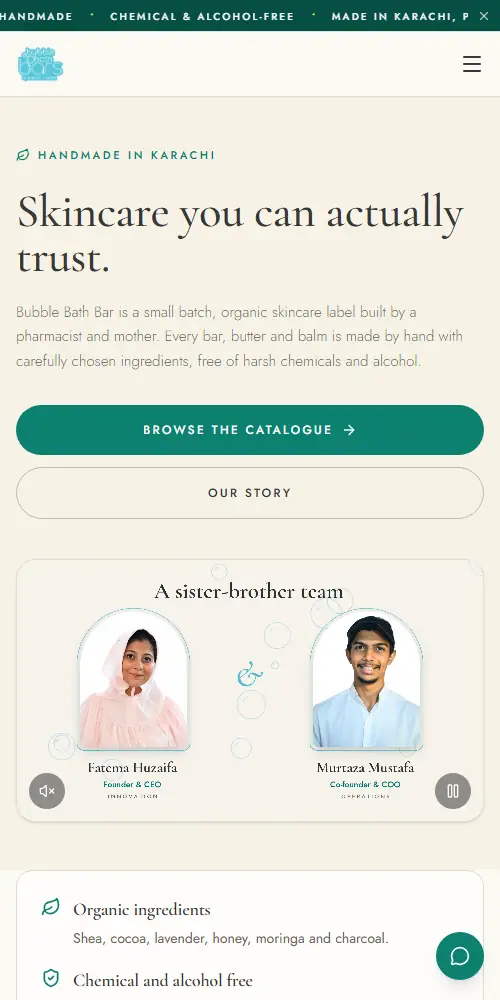 HANDMADE • CHEMICAL & ALCOHOL-FREE • MADE IN KARACHI, P
bubble
bath
bars
HANDMADE IN KARACHI
Skincare you can actually
trust.
Bubble Bath Bar is a small batch, organic skincare label built by a
pharmacist and mother. Every bar, butter and balm is made by hand with
carefully chosen ingredients, free of harsh chemicals and alcohol.
BROWSE THE CATALOGUE →
OUR STORY
A sister-brother team
&
Fatema Huzaifa
Murtaza Mustafa
Founder & CEO
Co-founder & COO
INNOVATION
OPERATIONS
Organic ingredients
Shea, cocoa, lavender, honey, moringa and charcoal.
Chemical and alcohol free